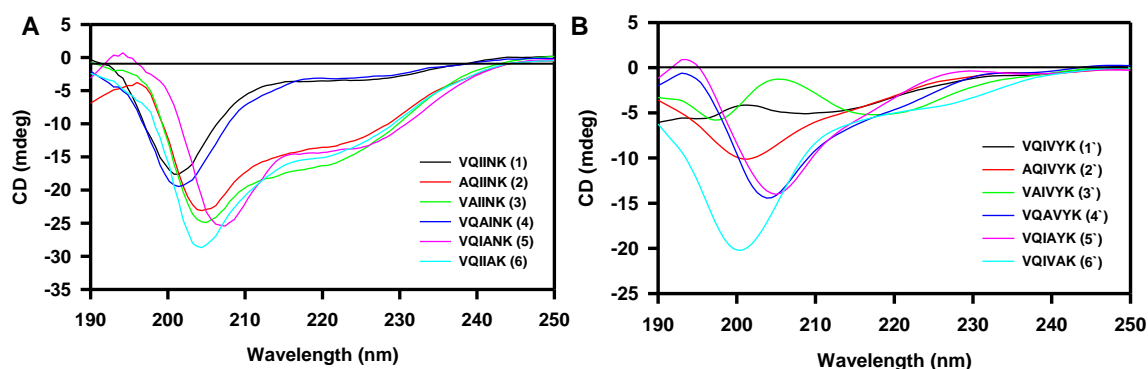 A
5
0
-5
-10
-15
-20
-25
-30
-35
CD (mdeg)
190 200 210 220 230 240 250
Wavelength (nm)
VQIINK (1)
AQIINK (2)
VAIINK (3)
VQAINK (4)
VQIANK (5)
VQIIAK (6)
B
5
0
-5
-10
-15
-20
-25
CD (mdeg)
190 200 210 220 230 240 250
Wavelength (nm)
VQIVYK (1`)
AQIVYK (2`)
VAIVYK (3`)
VQAVYK (4`)
VQIAYK (5`)
VQIVAK (6`)